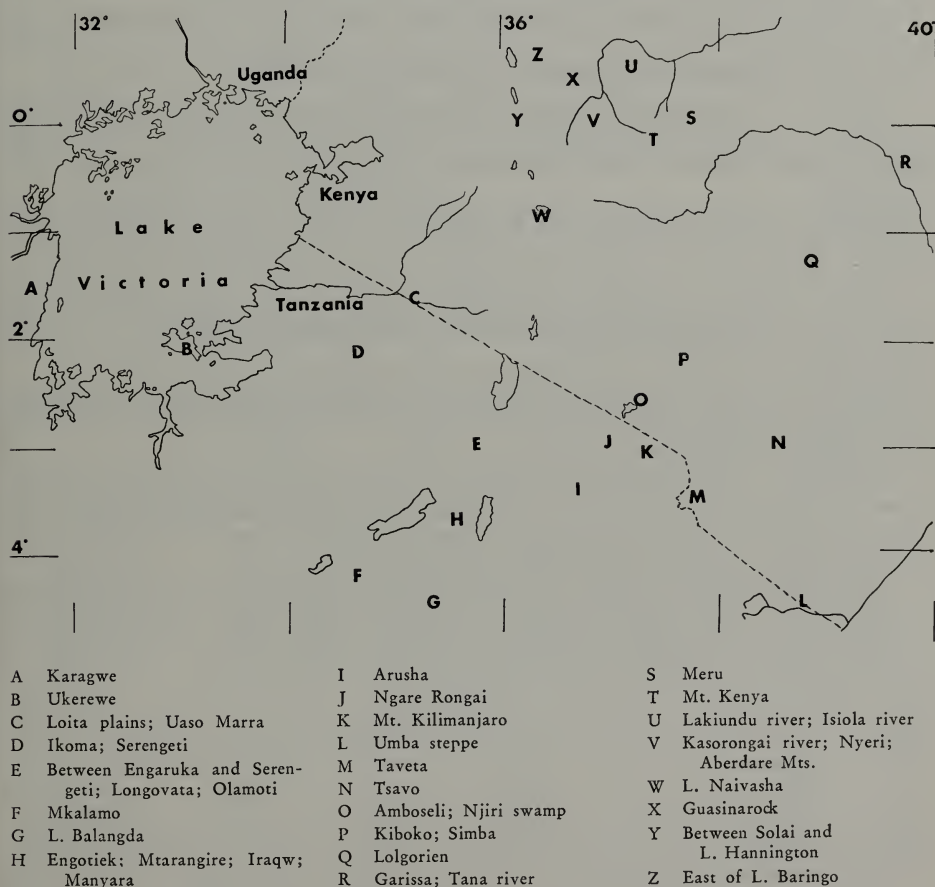 32° 36° 40°
Z
Uganda U
X
0° Y V S
T
R
Kenya
W
Lake
Q
A Victoria C
Tanzania
2° B D P
O
E J K N
I M
H
4° F
G L
A Karagwe
B Ukerewe
C Loita plains; Uaso Marra
D Ikoma; Serengeti
E Between Engaruka and Seren-
geti; Longovata; Olamoti
F Mkalamo
G L. Balangda
H Engotiek; Mtarangire; Iraqw;
Manyara
I Arusha
J Ngare Rongai
K Mt. Kilimanjaro
L Umba steppe
M Taveta
N Tsavo
O Amboseli; Njiri swamp
P Kiboko; Simba
Q Lolgorien
R Garissa; Tana river
S Meru
T Mt. Kenya
U Lakiundu river; Isiola river
V Kasorongai river; Nyeri;
Aberdare Mts.
W L. Naivasha
X Guasinarock
Y Between Solai and
L. Hannington
Z East of L. Baringo